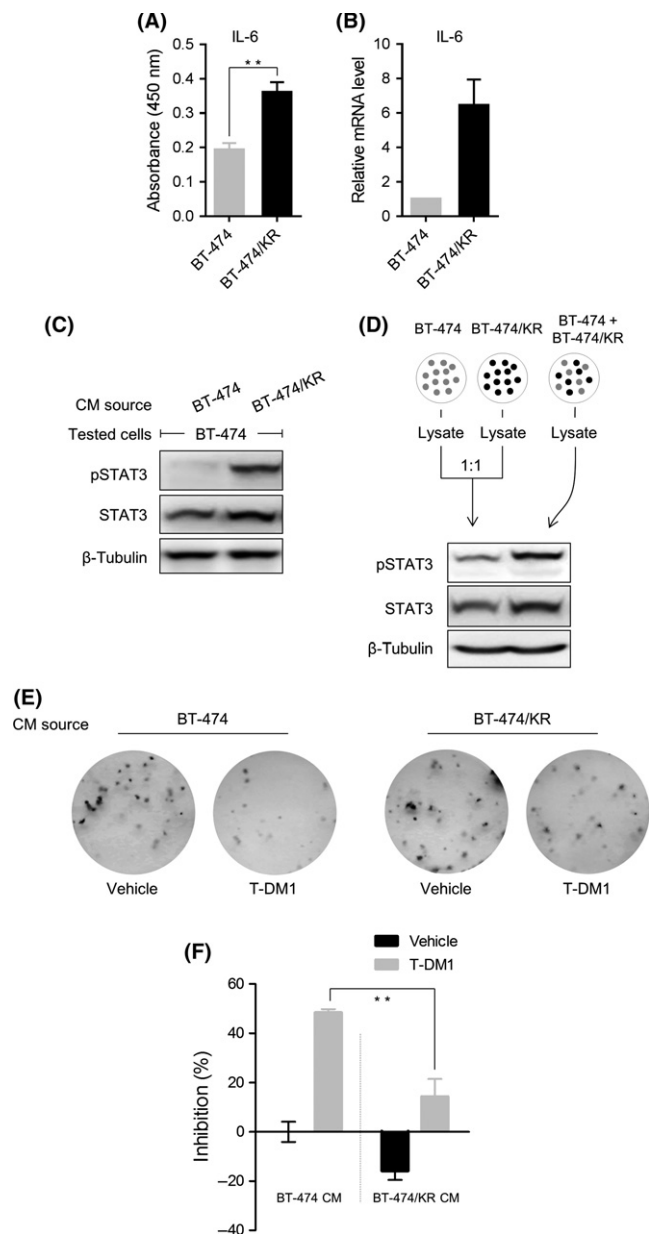 (A)
IL-6
Absorbance (450 nm)
0.4
0.3
0.2
0.1
0.0
**
BT-474
BT-474/KR
(B)
IL-6
Relative mRNA level
8
6
4
2
0
BT-474
BT-474/KR
(C)
CM source
BT-474
BT-474/KR
Tested cells
BT-474
pSTAT3
STAT3
β-Tubulin
(D)
BT-474
BT-474/KR
BT-474 +
BT-474/KR
Lysate
Lysate
Lysate
1:1
pSTAT3
STAT3
β-Tubulin
(E)
CM source
BT-474
BT-474/KR
Vehicle
T-DM1
Vehicle
T-DM1
(F)
Vehicle
T-DM1
Inhibition (%)
60
40
20
0
–20
–40
**
BT-474 CM
BT-474/KR CM